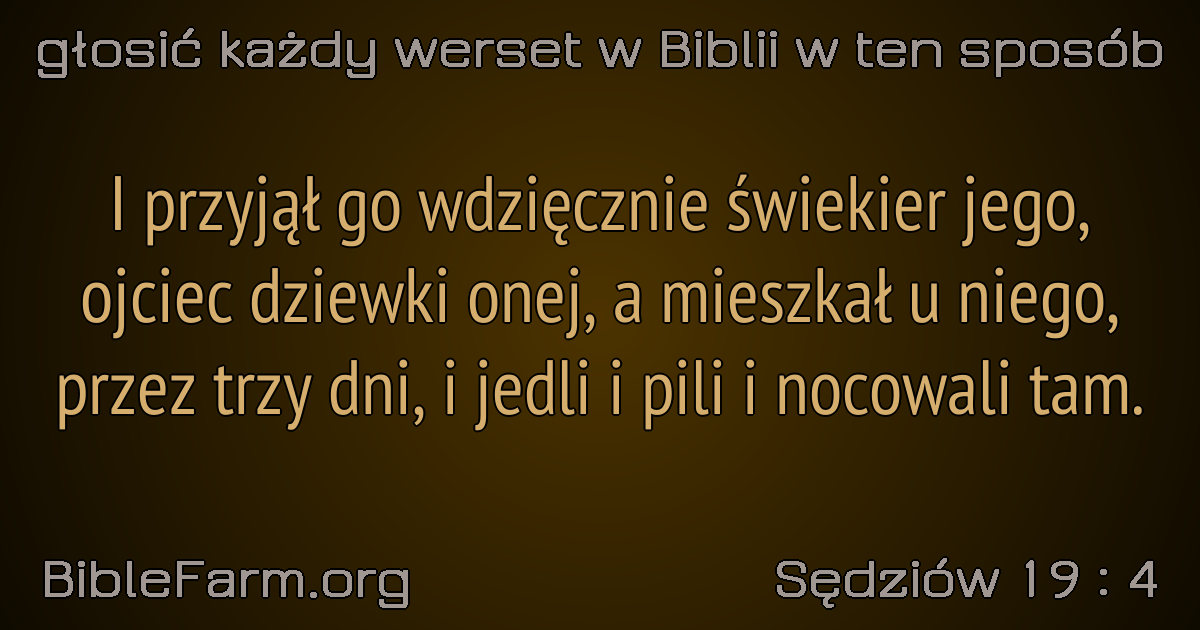 głosić każdy werset w Biblii w ten sposób
I przyjął go wdzięcznie świekier jego,
ojciec dziewki onej, a mieszkał u niego,
przez trzy dni, i jedli i pili i nocowali tam.
BibleFarm.org
Sędziów 19 : 4